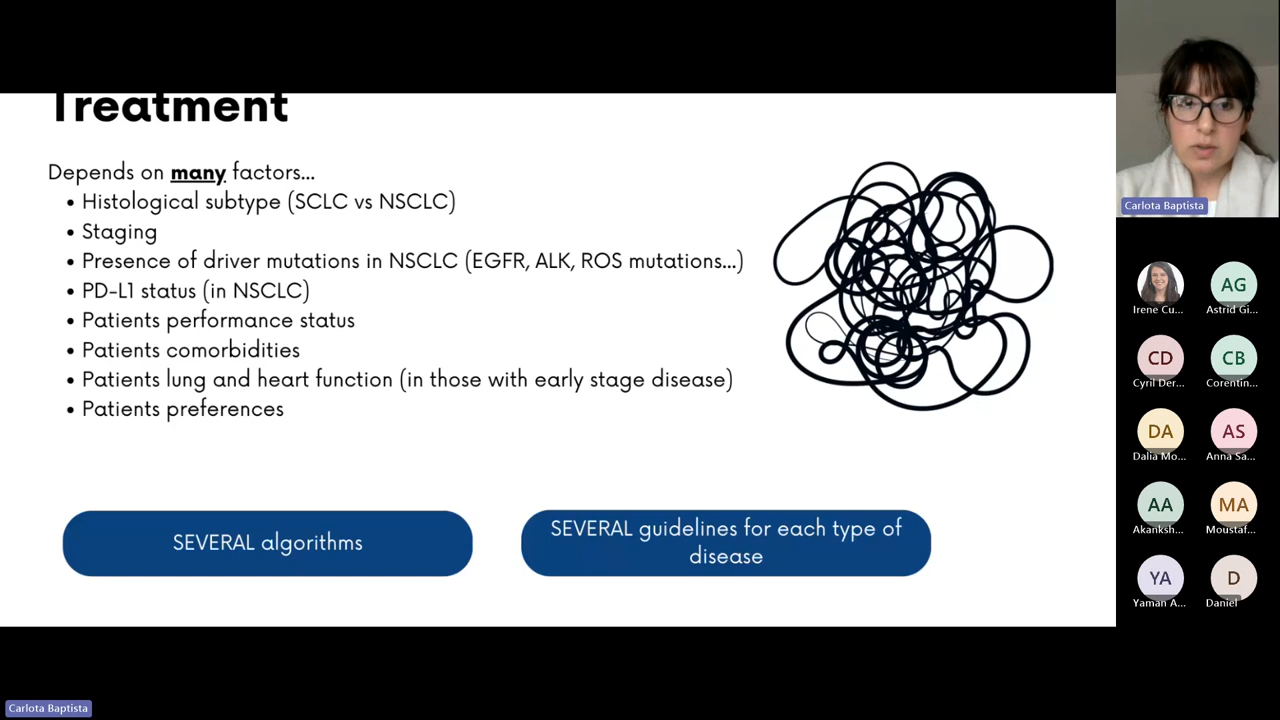 Treatment
Depends on many factors...
• Histological subtype (SCLC vs NSCLC)
• Staging
• Presence of driver mutations in NSCLC (EGFR, ALK, ROS mutations...)
• PD-L1 status (in NSCLC)
• Patients performance status
• Patients comorbidities
• Patients lung and heart function (in those with early stage disease)
• Patients preferences
SEVERAL algorithms
SEVERAL guidelines for each type of
disease
Carlota Baptista
Irene Cu...
AG
Astrid Gi...
CD
Cyril Der...
CB
Corentin...
DA
Dalia Mo...
AS
Anna Sa...
AA
Akanksh...
MA
Moustaf...
YA
Yaman A...
D
Daniel
Carlota Baptista